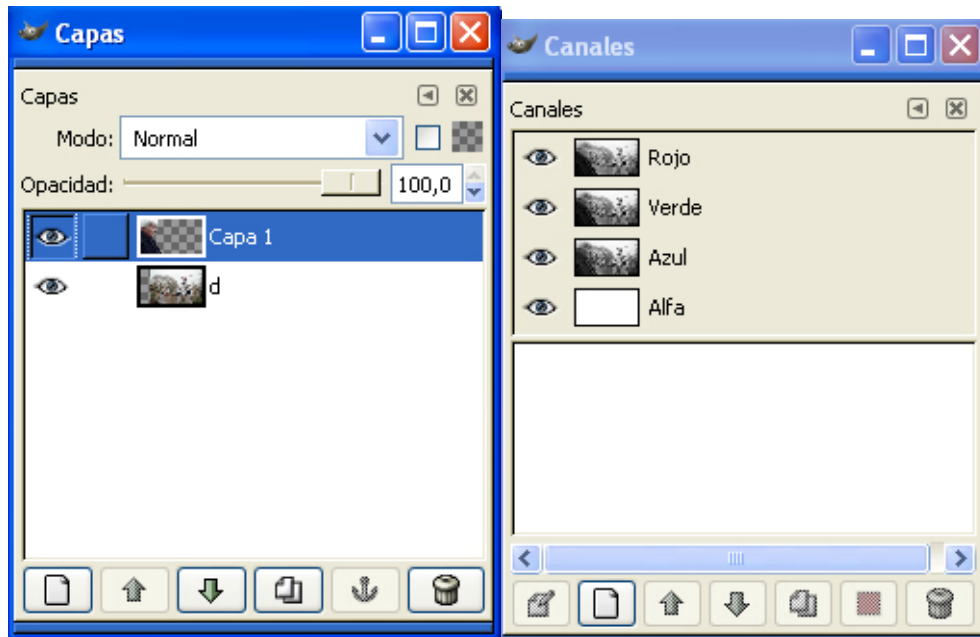 Capas
Capas
Modo: Normal
Opacidad: 100,0
Capa 1
d
Canales
Canales
Rojo
Verde
Azul
Alfa